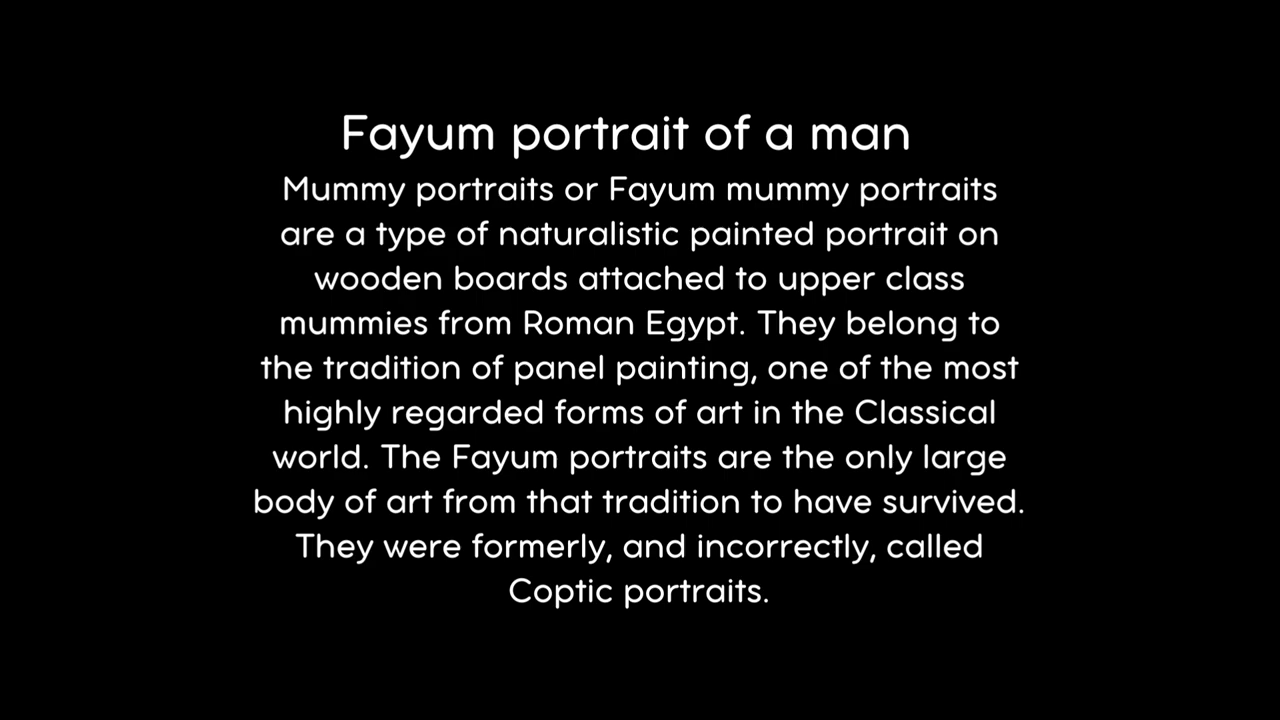 Fayum portrait of a man
Mummy portraits or Fayum mummy portraits
are a type of naturalistic painted portrait on
wooden boards attached to upper class
mummies from Roman Egypt. They belong to
the tradition of panel painting, one of the most
highly regarded forms of art in the Classical
world. The Fayum portraits are the only large
body of art from that tradition to have survived.
They were formerly, and incorrectly, called
Coptic portraits.